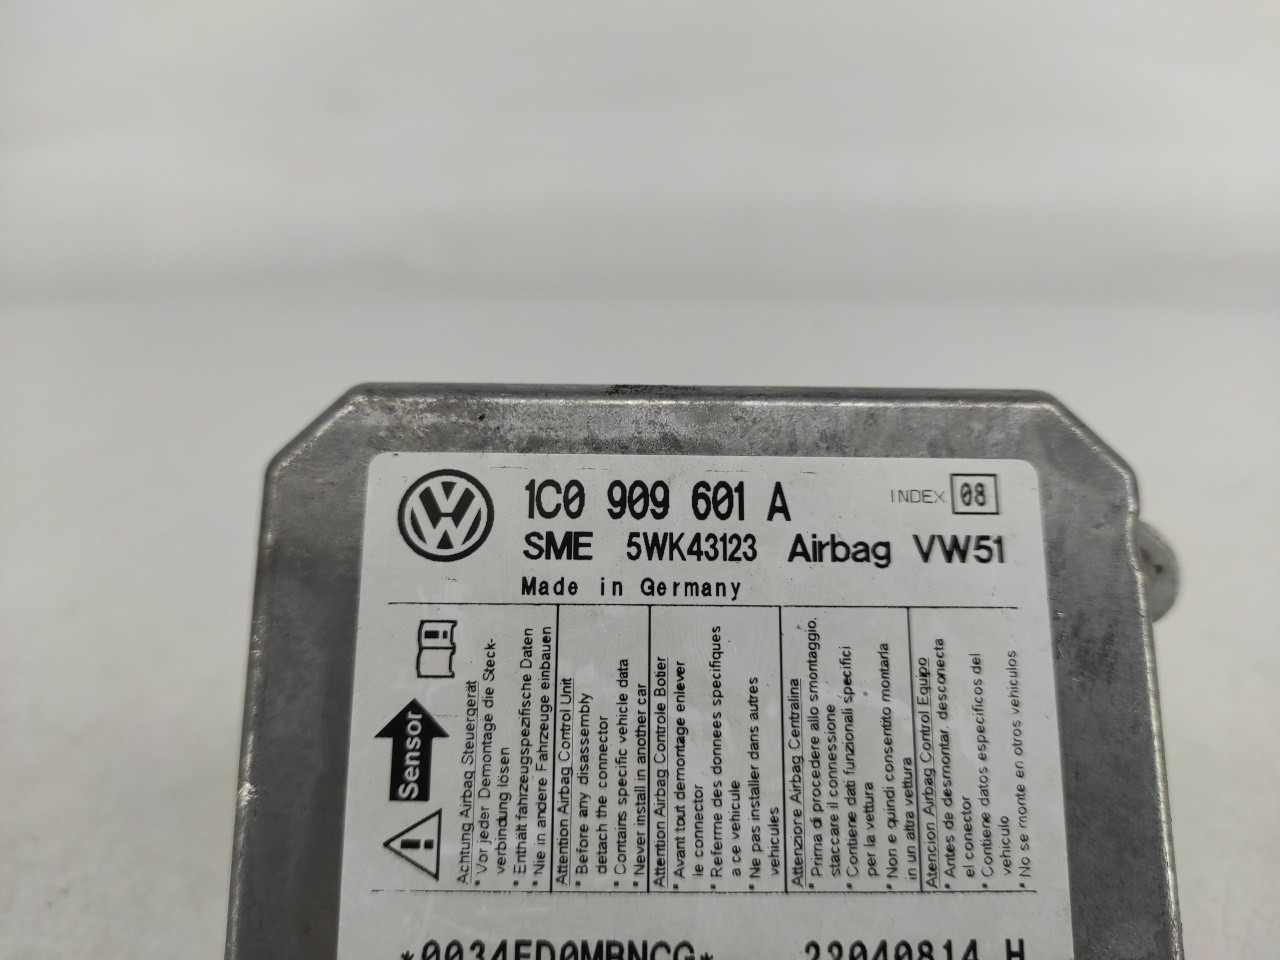 1C0 909 601 A INDEX 08
SME 5WK43123 Airbag VW51
Made in Germany
Sensor
Achtung Airbag Steuergerät
* Vor jeder Demontage die Steck-
verbindung lösen
* Enthält fahrzeugspezifische Daten
* Nie in andere Fahrzeuge einbauen
Attention Airbag Control Unit
* Before any disassembly
detach the connector
* Contains specific vehicle data
* Never install in another car
Attention Airbag Controle Botier
* Avant tout demontage enlever
le connector
* Referme des donnees specifiques
a ce vehicule
* Ne pas installer dans autres
vehicules
Attenzione Airbag Centralina
* Prima di procedere allo smontaggio,
staccare il connessione
* Contiene dati funzionali specifici
per la vettura
* Non e quindi consentito montarla
in un altra vettura
Atencion Airbag Control Equipo
* Antes de desmontar, desconecta
el conector
* Contiene datos especificos del
vehiculo
* No se monte en otros vehiculos
*0034ED0MBNCG* 23040814 H